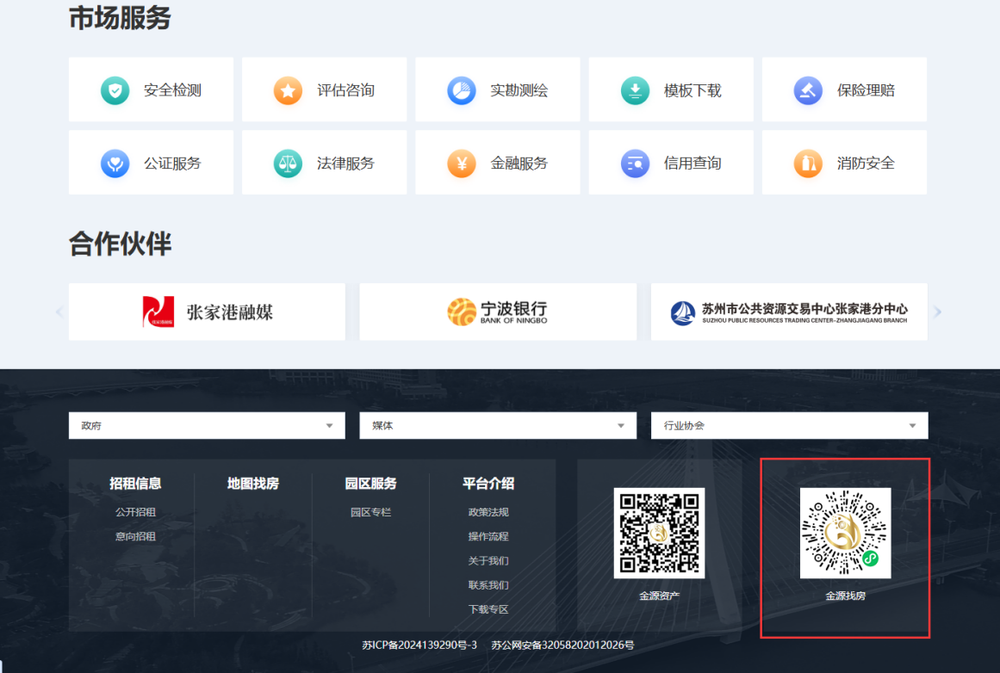 市场服务
安全检测
评估咨询
实勘测绘
模板下载
保险理赔
公证服务
法律服务
金融服务
信用查询
消防安全
合作伙伴
张家港融媒
宁波银行
BANK OF NINGBO
苏州市公共资源交易中心张家港分中心
SUZHOU PUBLIC RESOURCES TRADING CENTER-ZHANGJIAGANG BRANCH
政府
媒体
行业协会
招租信息
公开招租
意向招租
地图找房
园区服务
园区专栏
平台介绍
政策法规
操作流程
关于我们
联系我们
下载专区
金源资产
金源找房
苏ICP备2024139290号-3 苏公网安备32058202012026号